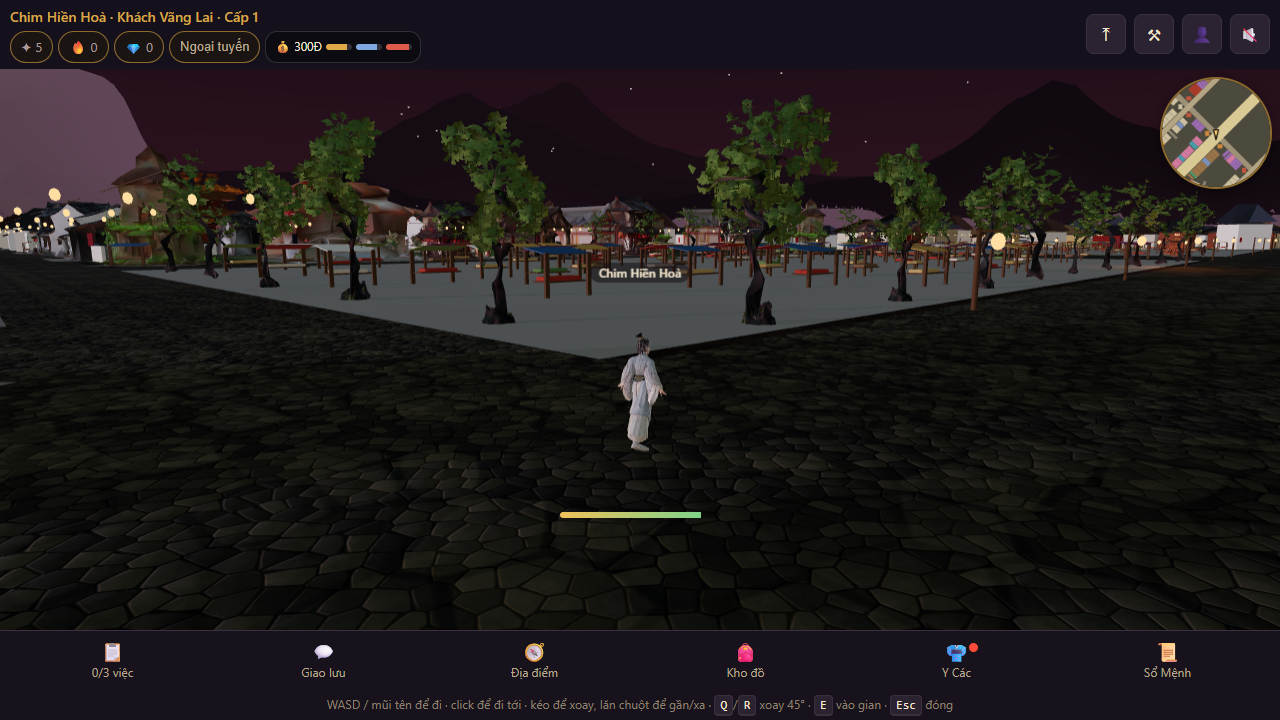 Chim Hiền Hoà · Khách Vãng Lai · Cấp 1
5
0
0
Ngoại tuyến
300Đ
Chim Hiền Hoà
0/3 việc
Giao lưu
Địa điểm
Kho đồ
Y Các
Sổ Mệnh
WASD / mũi tên để đi · click để đi tới · kéo để xoay, lăn chuột để gần/xa · Q / R xoay 45° · E vào gian · Esc đóng